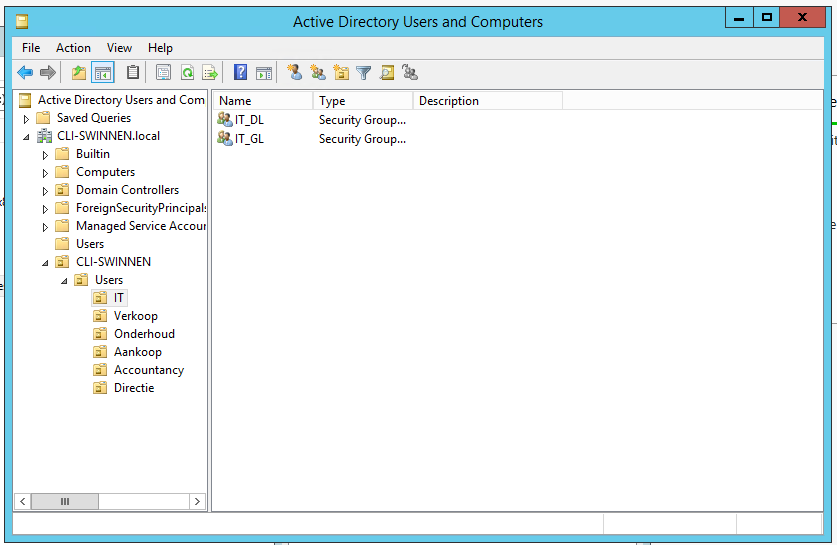 Active Directory Users and Computers
File Action View Help
Active Directory Users and Com
Saved Queries
CLI-SWINNEN.local
Builtin
Computers
Domain Controllers
ForeignSecurityPrincipals
Managed Service Accour
Users
CLI-SWINNEN
Users
IT
Verkoop
Onderhoud
Aankoop
Accountancy
Directie
Name Type Description
IT_DL Security Group...
IT_GL Security Group...